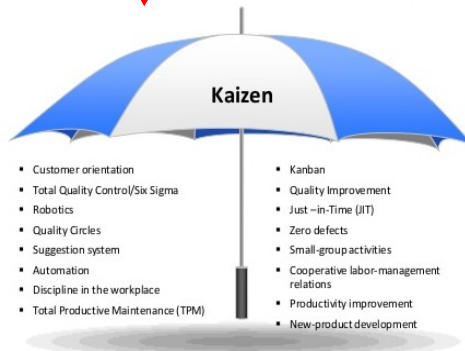 Kaizen
▪ Customer orientation
▪ Total Quality Control/Six Sigma
▪ Robotics
▪ Quality Circles
▪ Suggestion system
▪ Automation
▪ Discipline in the workplace
▪ Total Productive Maintenance (TPM)
▪ Kanban
▪ Quality Improvement
▪ Just –in-Time (JIT)
▪ Zero defects
▪ Small-group activities
▪ Cooperative labor-management
relations
▪ Productivity improvement
▪ New-product development